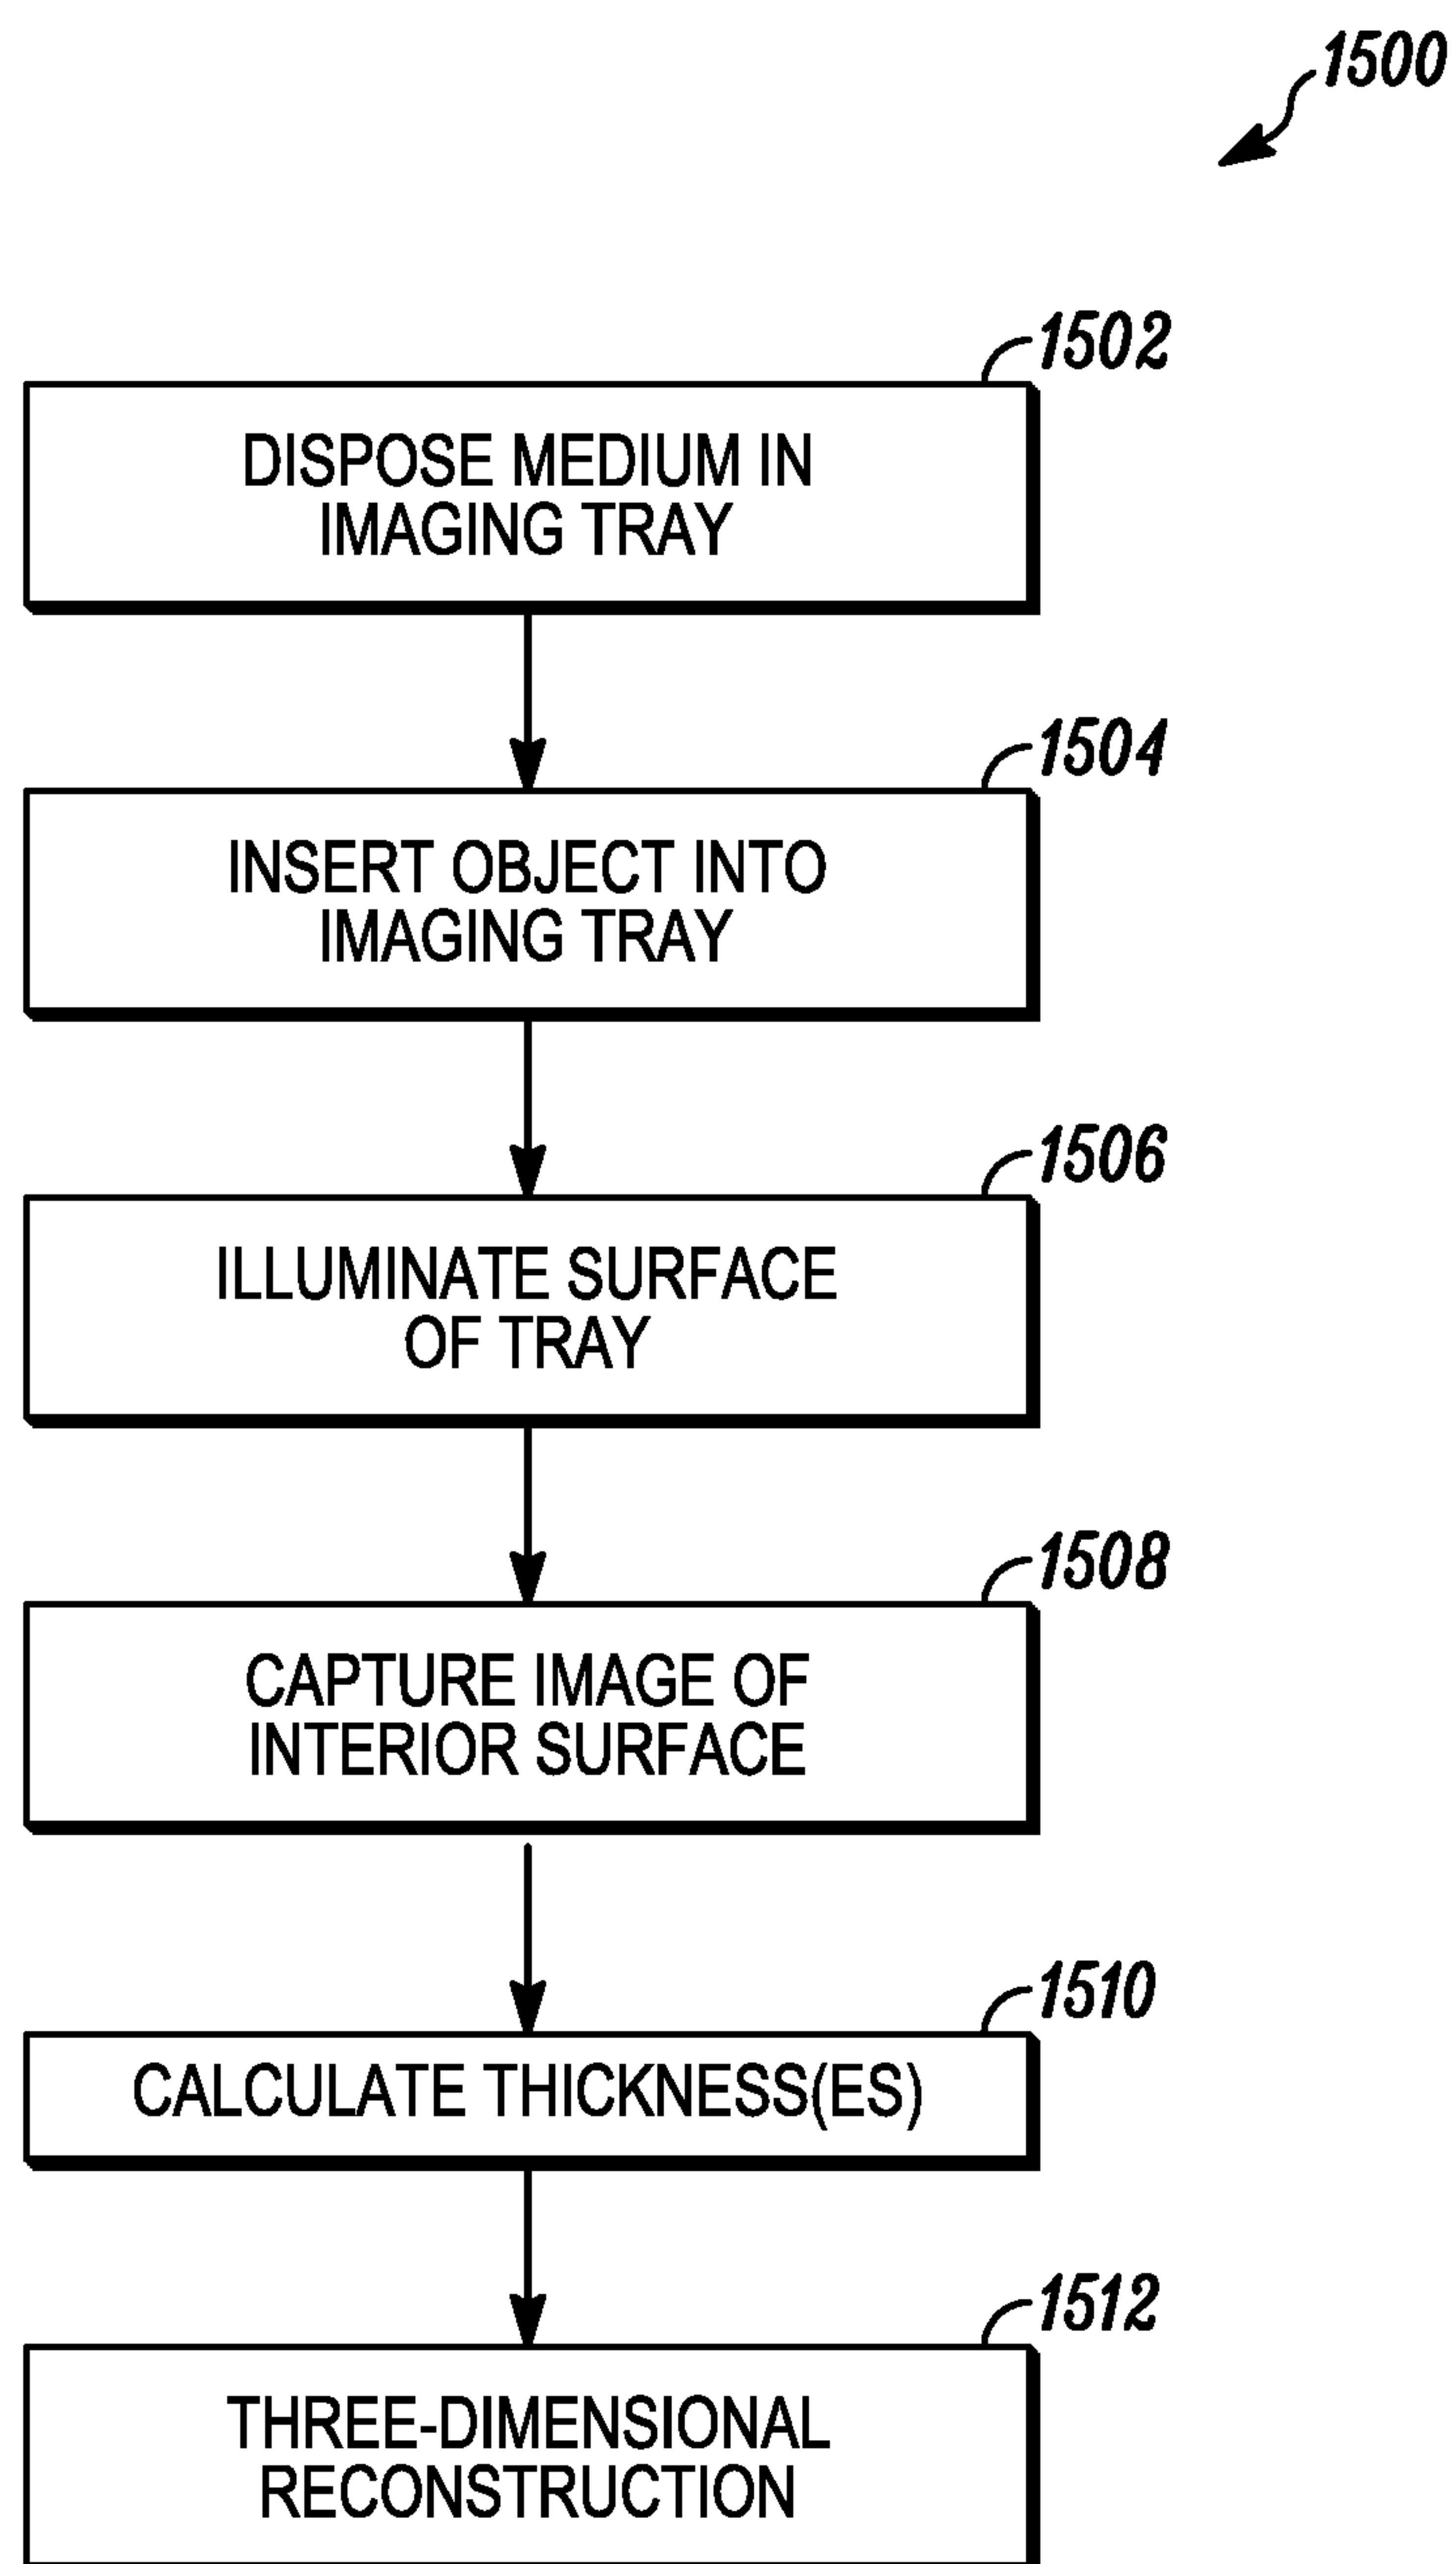 1500
1502
DISPOSE MEDIUM IN
IMAGING TRAY
1504
INSERT OBJECT INTO
IMAGING TRAY
1506
ILLUMINATE SURFACE
OF TRAY
1508
CAPTURE IMAGE OF
INTERIOR SURFACE
1510
CALCULATE THICKNESS(ES)
1512
THREE-DIMENSIONAL
RECONSTRUCTION